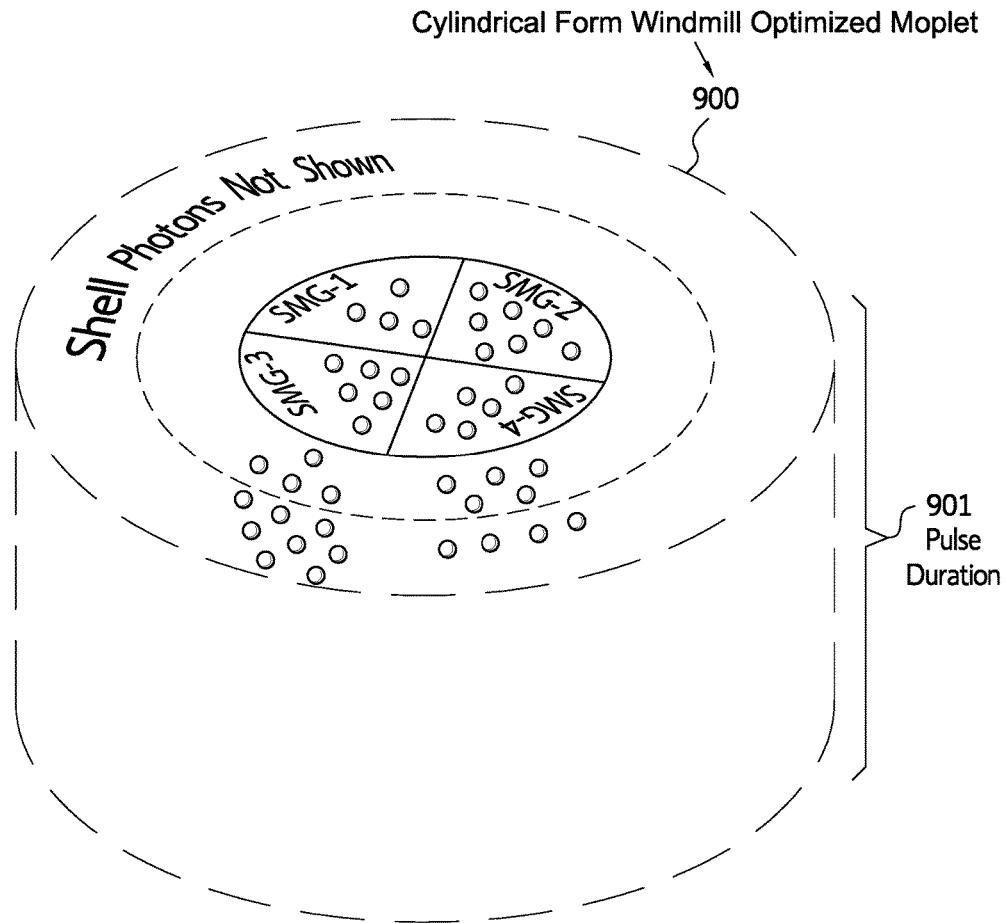 Cylindrical Form Windmill Optimized Moplet
900
Shell Photons Not Shown
SMG-1
SMG-2
SMG-3
SMG-4
901
Pulse
Duration